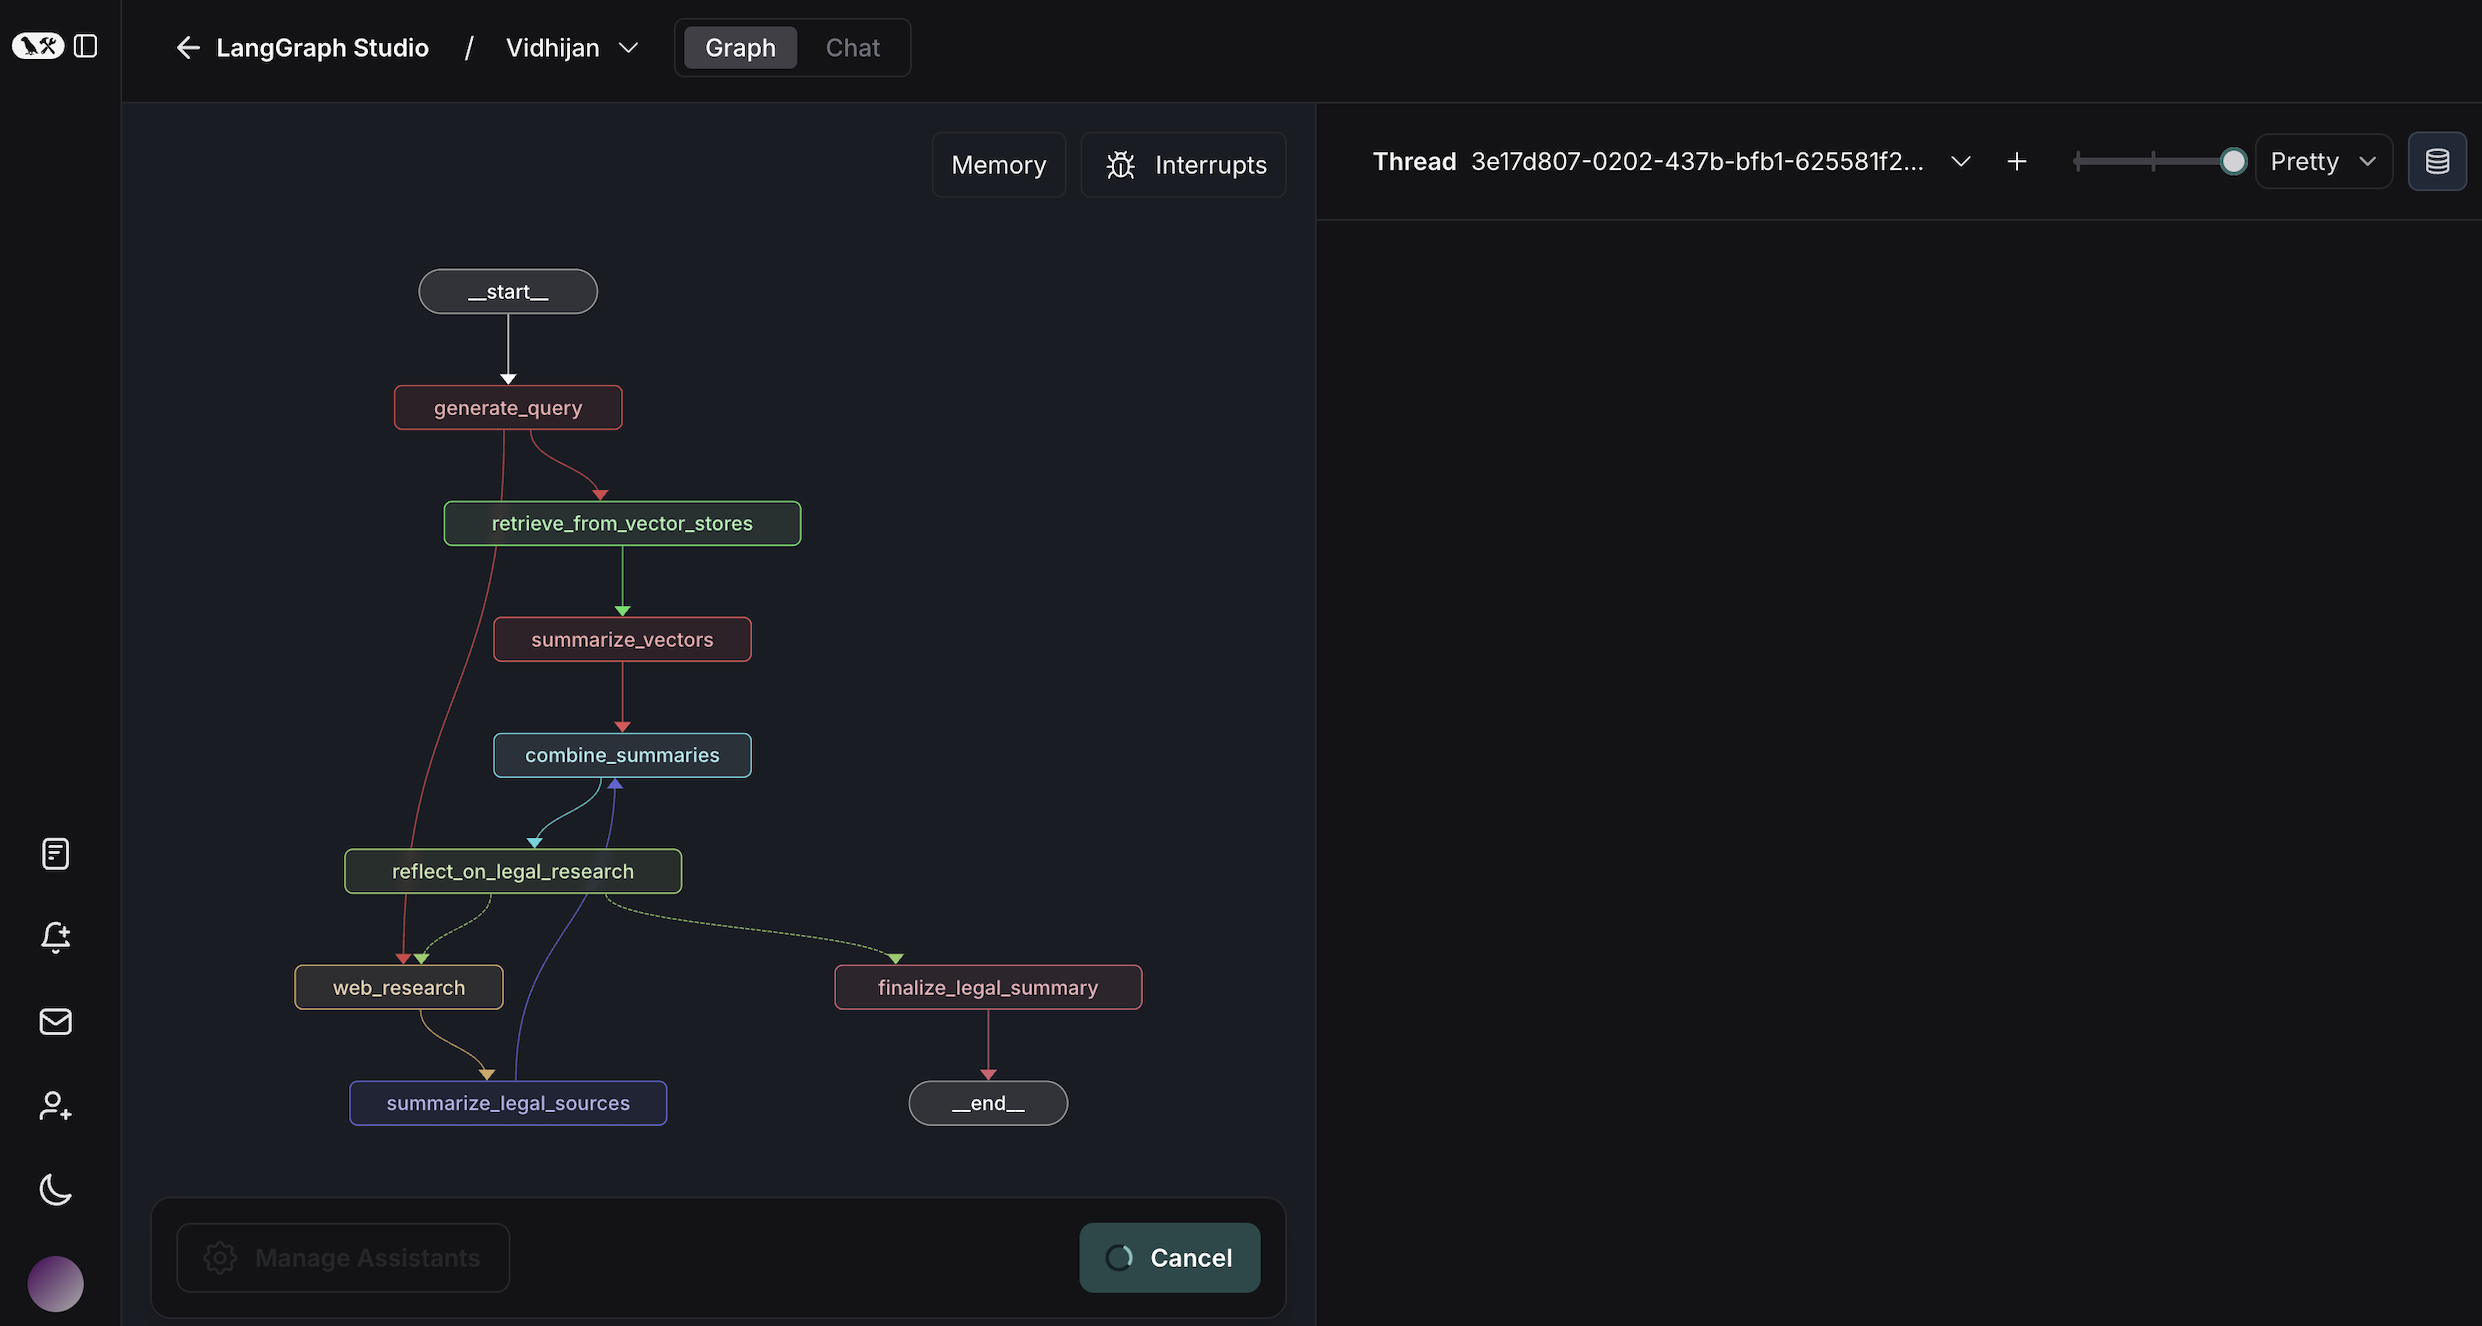 LangGraph Studio / Vidhijan Graph Chat
Memory Interrupts
Thread 3e17d807-0202-437b-bfb1-625581f2... Pretty
__start__
generate_query
retrieve_from_vector_stores
summarize_vectors
combine_summaries
reflect_on_legal_research
web_research finalize_legal_summary
summarize_legal_sources __end__
Manage Assistants Cancel